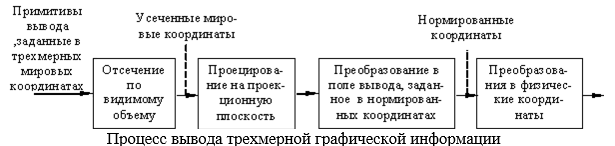 Примитивы
вывода
,заданные в
трехмерных
мировых
координатах
Усеченные миро-
вые координаты
Нормированные
координаты
Отсечение
по
видимому
объему
Проецирова-
ние на проек-
ционную
плоскость
Преобразование в
поле вывода, задан-
ное в нормирован-
ных координатах
Преобразова-
ния в физичес-
кие коорди-
наты
Процесс вывода трехмерной графической информации